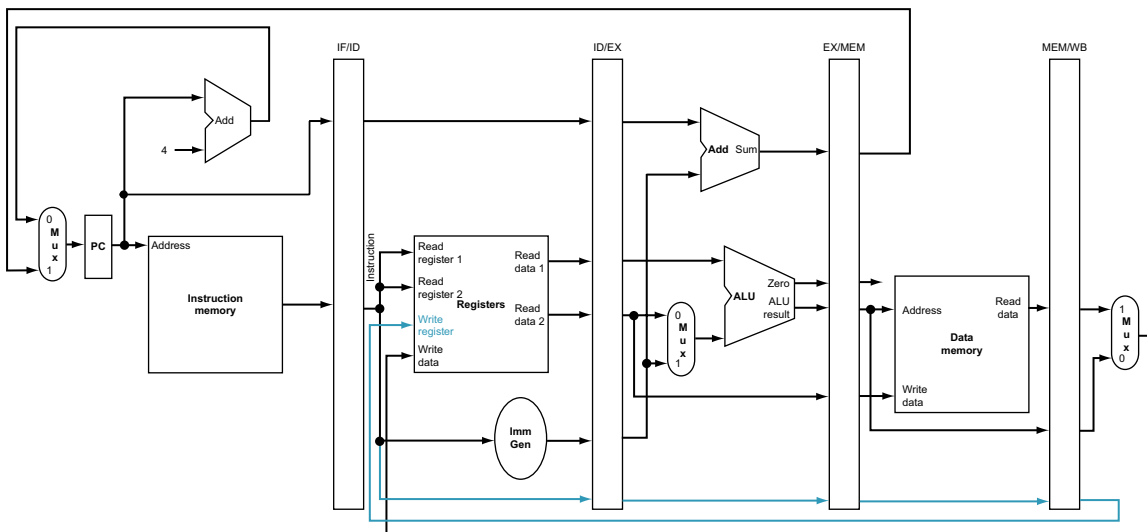 IF/ID
ID/EX
EX/MEM
MEM/WB
Add
4
Add Sum
0
M
u
x
1
PC
Address
Instruction
memory
Instruction
Read
register 1
Read
register 2
Registers
Write
register
Write
data
Read
data 1
Read
data 2
Imm
Gen
0
M
u
x
1
Zero
ALU
ALU
result
Address
Read
data
Data
memory
Write
data
1
M
u
x
0